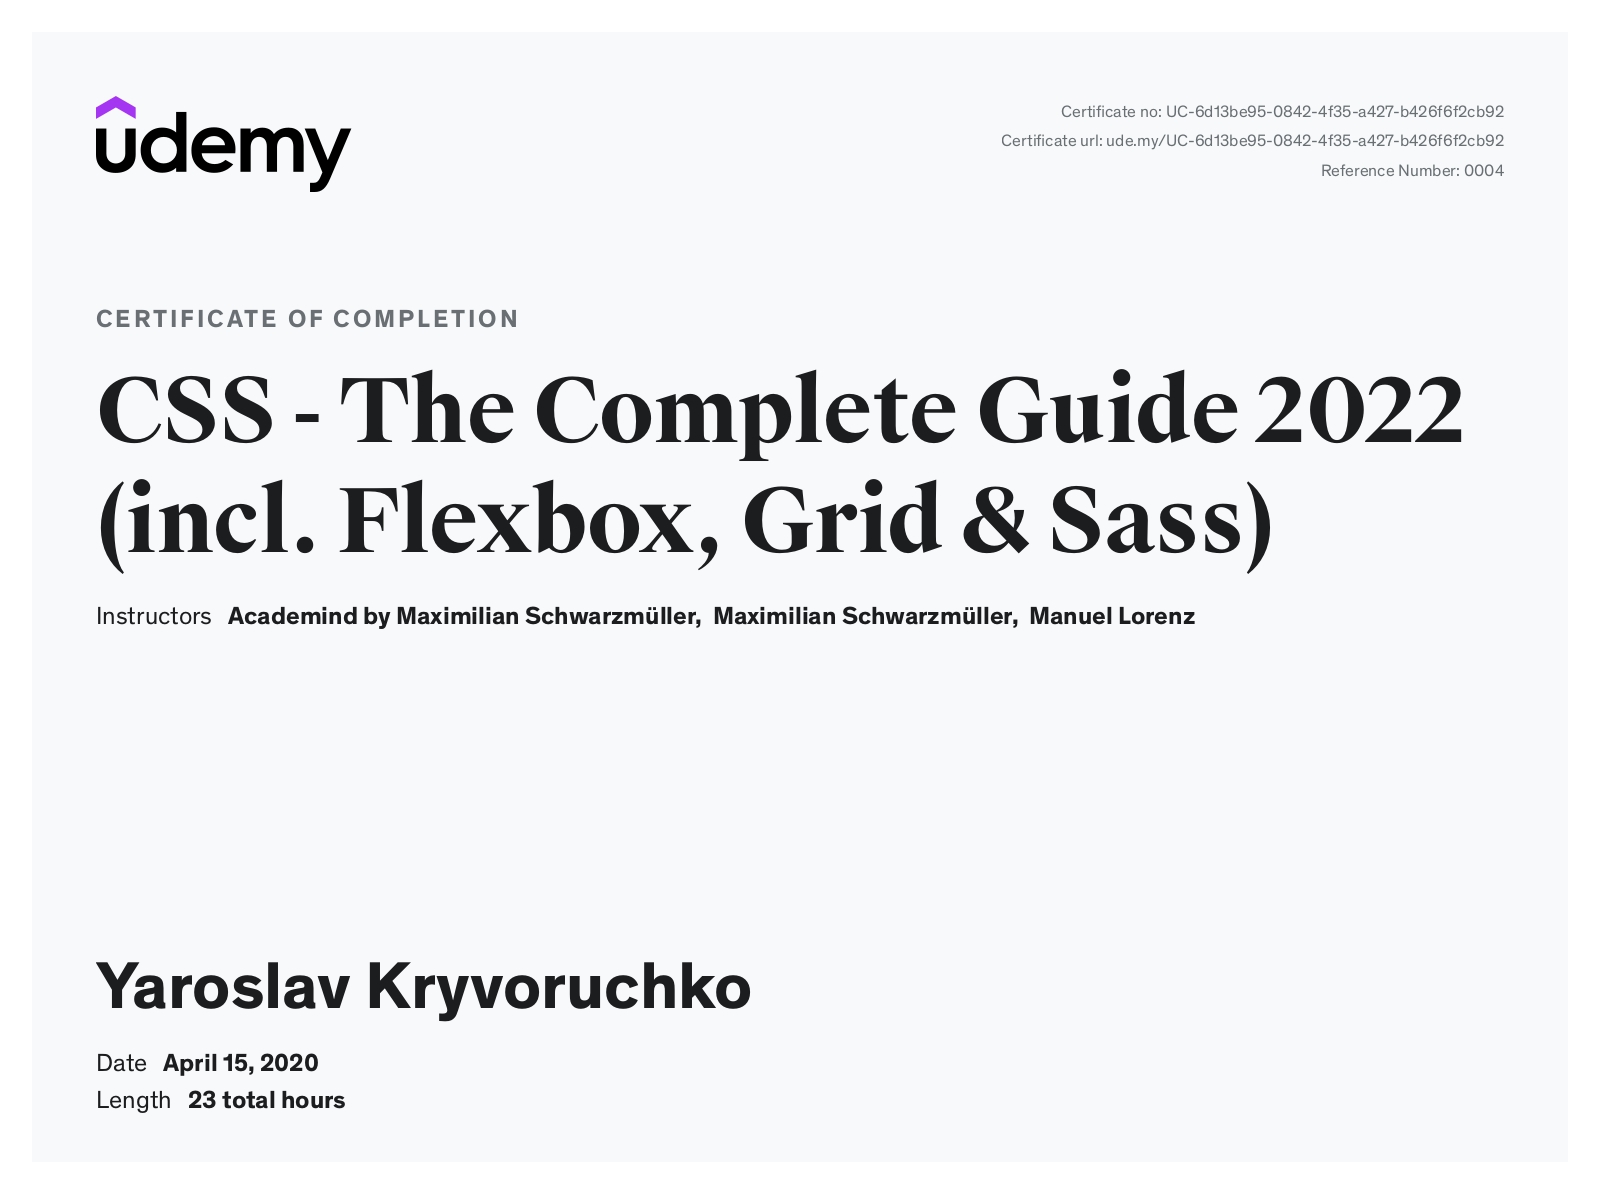 udemy
Certificate no: UC-6d13be95-0842-4f35-a427-b426f6f2cb92
Certificate url: ude.my/UC-6d13be95-0842-4f35-a427-b426f6f2cb92
Reference Number: 0004
CERTIFICATE OF COMPLETION
CSS - The Complete Guide 2022
(incl. Flexbox, Grid & Sass)
Instructors Academind by Maximilian Schwarzmüller, Maximilian Schwarzmüller, Manuel Lorenz
Yaroslav Kryvoruchko
Date April 15, 2020
Length 23 total hours